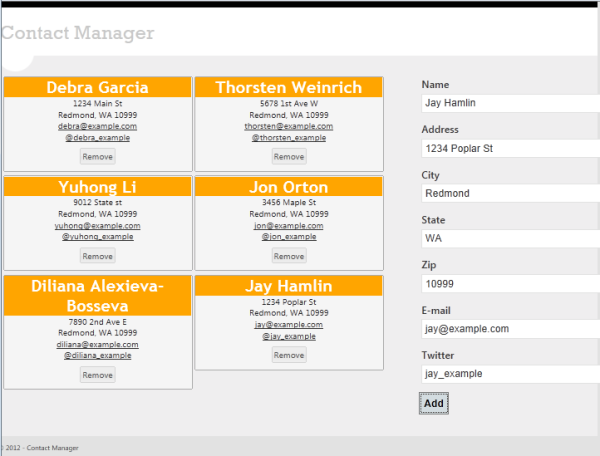 Contact Manager
Debra Garcia
1234 Main St
Redmond, WA 10999
debra@example.com
@debra_example
Remove
Thorsten Weinrich
5678 1st Ave W
Redmond, WA 10999
thorsten@example.com
@thorsten_example
Remove
Yuhong Li
9012 State st
Redmond, WA 10999
yuhong@example.com
@yuhong_example
Remove
Jon Orton
3456 Maple St
Redmond, WA 10999
jon@example.com
@jon_example
Remove
Diliana Alexieva-
Bosseva
7890 2nd Ave E
Redmond, WA 10999
diliana@example.com
@diliana_example
Remove
Jay Hamlin
1234 Poplar St
Redmond, WA 10999
jay@example.com
@jay_example
Remove
Name
Jay Hamlin
Address
1234 Poplar St
City
Redmond
State
WA
Zip
10999
E-mail
jay@example.com
Twitter
jay_example
Add
© 2012 - Contact Manager